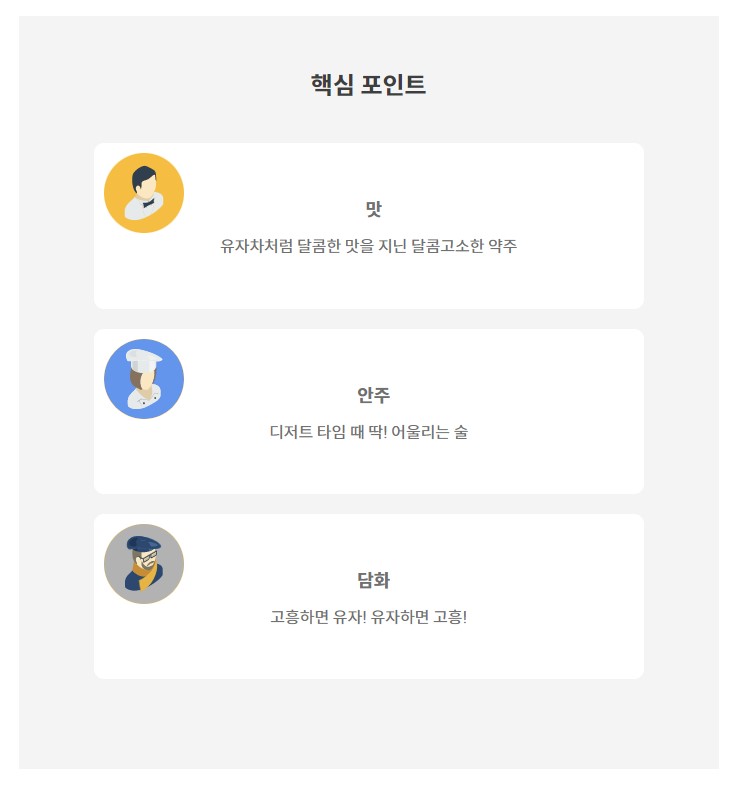 핵심 포인트
맛
유자차처럼 달콤한 맛을 지닌 달콤고소한 약주
안주
디저트 타임 때 딱! 어울리는 술
담화
고흥하면 유자! 유자하면 고흥!